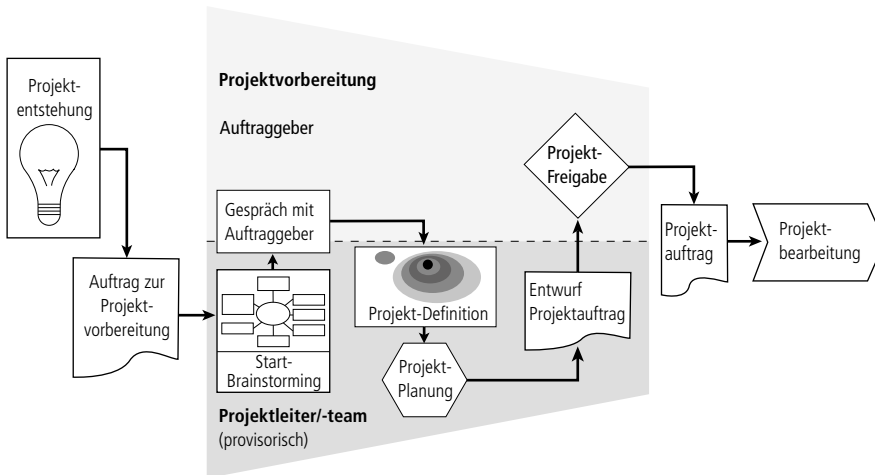 Projekt-
entstehung
Auftrag zur
Projekt-
vorbereitung
Projektvorbereitung
Auftraggeber
Gespräch mit
Auftraggeber
Start-
Brainstorming
Projekt-Definition
Projekt-
Planung
Entwurf
Projektauftrag
Projekt-
Freigabe
Projekt-
auftrag
Projekt-
bearbeitung
Projektleiter/-team
(provisorisch)